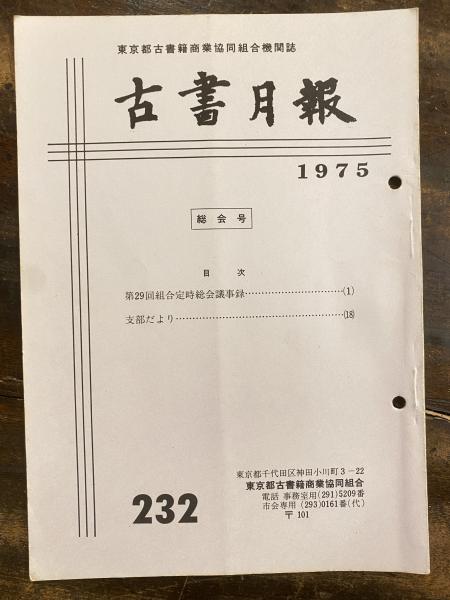 東京都古書籍商業協同組合機関誌
古書月報
1975
総会号
目次
第29回組合定時総会議事録…………………………(1)
支部だより………………………………………………(18)
東京都千代田区神田小川町3-22
東京都古書籍商業協同組合
電話 事務室用(291)5209番
市会専用(293)0161番(代)
〒101
232